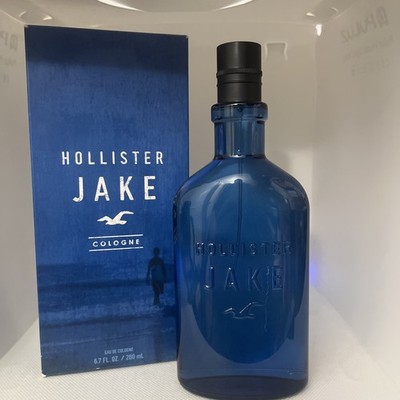 HOLLISTER
JAKE
COLOGNE
EAU DE COLOGNE
6.7 FL. OZ. / 200 mL
HOLLISTER
JAKE